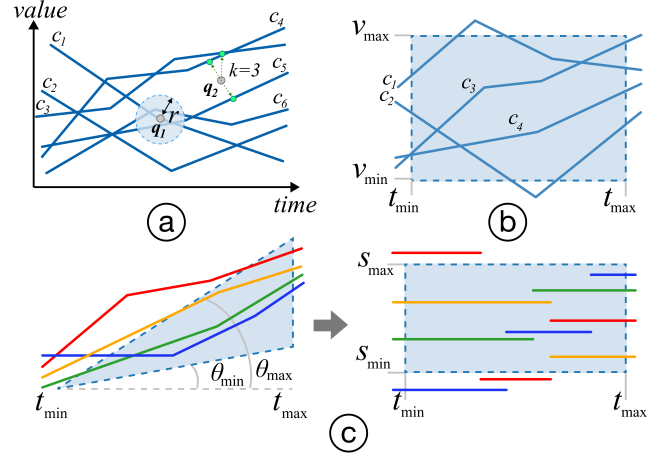 value
c1
c2
c3
c4
c5
c6
k=3
q2
r
q1
time
a
vmax
vmin
c1
c2
c3
c4
tmin
tmax
b
θmin
θmax
tmin
tmax
smax
smin
tmin
tmax
c